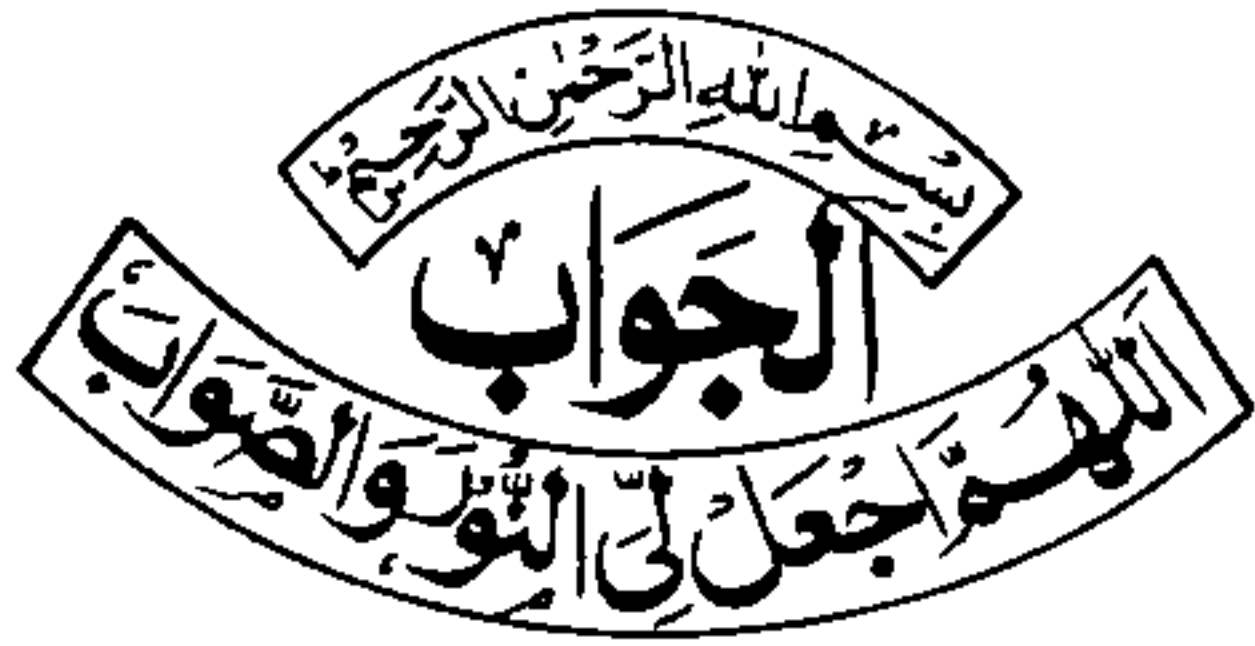 بِسْمِ اللّٰهِ الرَّحْمٰنِ الرَّحِيْمِ
اَلْجَوَابْ
اَللّٰهُمَّ اجْعَلْ لِّىَ النُّوْرَ وَالصَّوَابَ